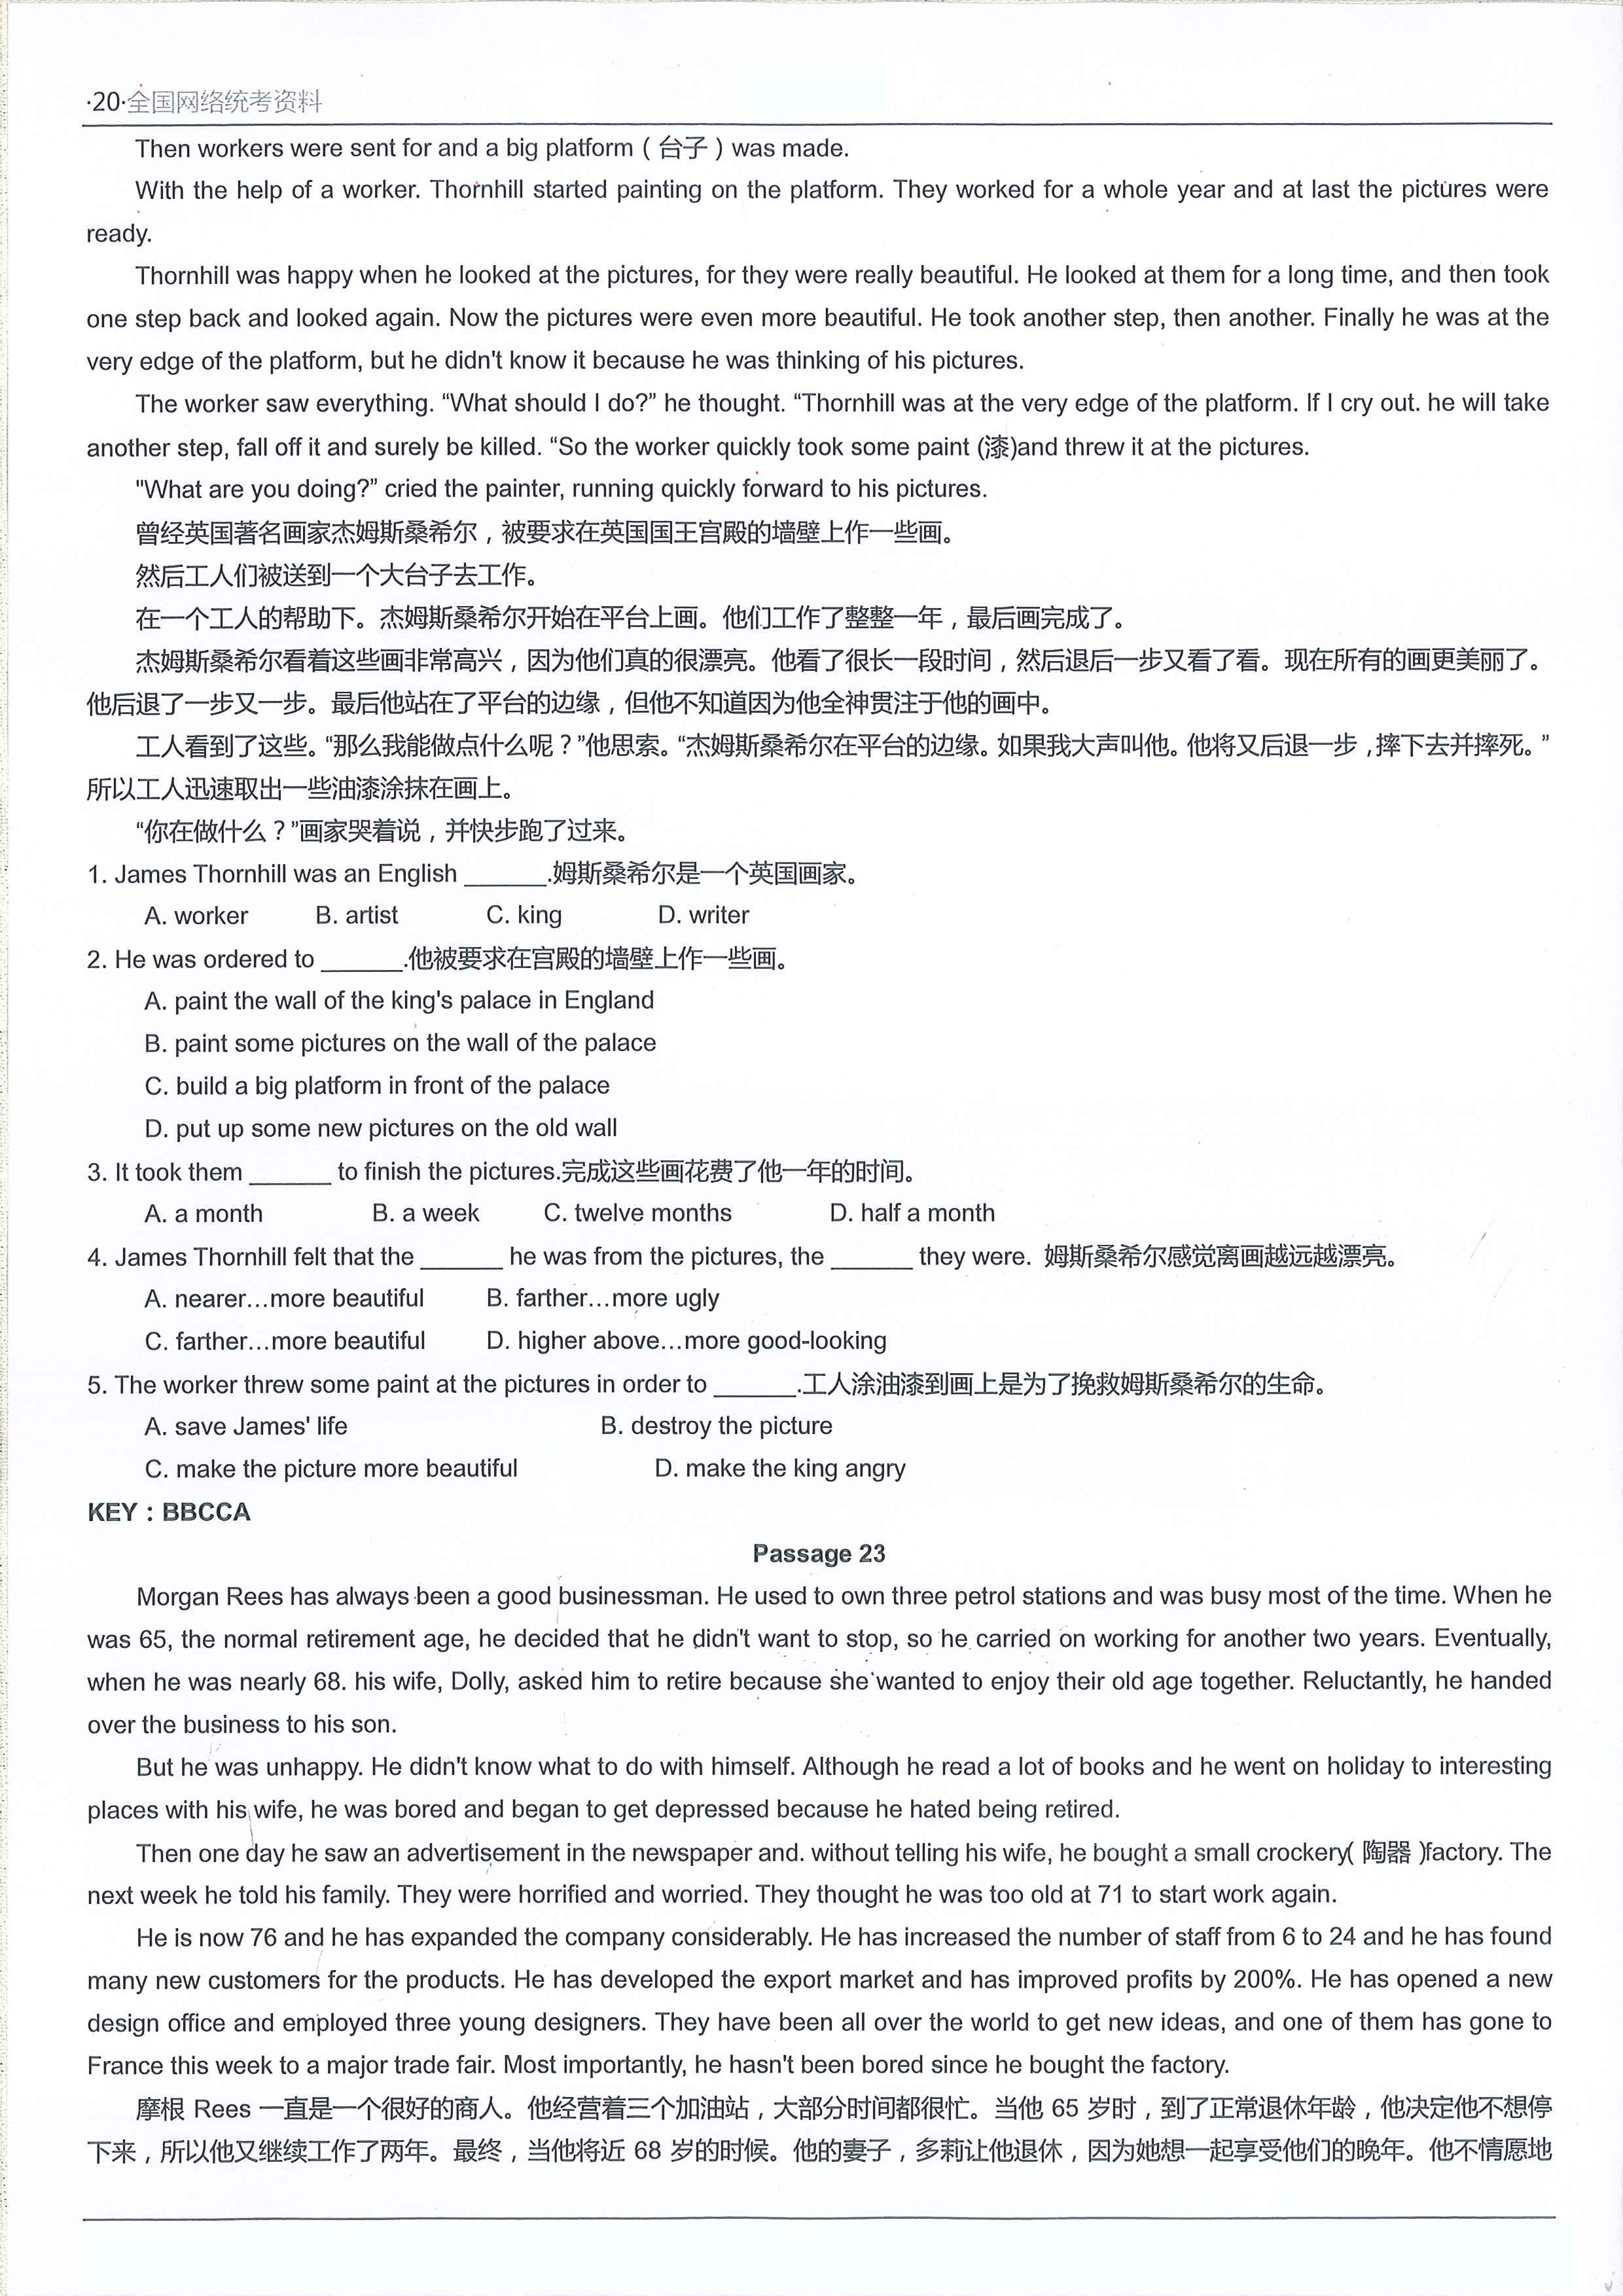 ·20·全国网络统考资料
Then workers were sent for and a big platform ( 台子 ) was made.
With the help of a worker. Thornhill started painting on the platform. They worked for a whole year and at last the pictures were
ready.
Thornhill was happy when he looked at the pictures, for they were really beautiful. He looked at them for a long time, and then took
one step back and looked again. Now the pictures were even more beautiful. He took another step, then another. Finally he was at the
very edge of the platform, but he didn't know it because he was thinking of his pictures.
The worker saw everything. “What should I do?” he thought. “Thornhill was at the very edge of the platform. If I cry out. he will take
another step, fall off it and surely be killed. “So the worker quickly took some paint (漆)and threw it at the pictures.
"What are you doing?” cried the painter, running quickly forward to his pictures.
曾经英国著名画家杰姆斯桑希尔，被要求在英国国王宫殿的墙壁上作一些画。
然后工人们被送到一个大台子去工作。
在一个工人的帮助下。杰姆斯桑希尔开始在平台上画。他们工作了整整一年，最后画完成了。
杰姆斯桑希尔看着这些画非常高兴，因为他们真的很漂亮。他看了很长一段时间，然后退后一步又看了看。现在所有的画更美丽了。
他后退了一步又一步。最后他站在了平台的边缘，但他不知道因为他全神贯注于他的画中。
工人看到了这些。“那么我能做点什么呢？”他思索。“杰姆斯桑希尔在平台的边缘。如果我大声叫他。他将又后退一步，摔下去并摔死。”
所以工人迅速取出一些油漆涂抹在画上。
“你在做什么？”画家哭着说，并快步跑了过来。
1. James Thornhill was an English ______.姆斯桑希尔是一个英国画家。
A. worker B. artist C. king D. writer
2. He was ordered to ______.他被要求在宫殿的墙壁上作一些画。
A. paint the wall of the king's palace in England
B. paint some pictures on the wall of the palace
C. build a big platform in front of the palace
D. put up some new pictures on the old wall
3. It took them ______ to finish the pictures.完成这些画花费了他一年的时间。
A. a month B. a week C. twelve months D. half a month
4. James Thornhill felt that the ______ he was from the pictures, the ______ they were. 姆斯桑希尔感觉离画越远越漂亮。
A. nearer…more beautiful B. farther…more ugly
C. farther…more beautiful D. higher above…more good-looking
5. The worker threw some paint at the pictures in order to ______.工人涂油漆到画上是为了挽救姆斯桑希尔的生命。
A. save James' life B. destroy the picture
C. make the picture more beautiful D. make the king angry
KEY：BBCCA
Passage 23
Morgan Rees has always been a good businessman. He used to own three petrol stations and was busy most of the time. When he
was 65, the normal retirement age, he decided that he didn't want to stop, so he carried on working for another two years. Eventually,
when he was nearly 68. his wife, Dolly, asked him to retire because she wanted to enjoy their old age together. Reluctantly, he handed
over the business to his son.
But he was unhappy. He didn't know what to do with himself. Although he read a lot of books and he went on holiday to interesting
places with his wife, he was bored and began to get depressed because he hated being retired.
Then one day he saw an advertisement in the newspaper and. without telling his wife, he bought a small crockery( 陶器 )factory. The
next week he told his family. They were horrified and worried. They thought he was too old at 71 to start work again.
He is now 76 and he has expanded the company considerably. He has increased the number of staff from 6 to 24 and he has found
many new customers for the products. He has developed the export market and has improved profits by 200%. He has opened a new
design office and employed three young designers. They have been all over the world to get new ideas, and one of them has gone to
France this week to a major trade fair. Most importantly, he hasn't been bored since he bought the factory.
摩根 Rees 一直是一个很好的商人。他经营着三个加油站，大部分时间都很忙。当他 65 岁时，到了正常退休年龄，他决定他不想停
下来，所以他又继续工作了两年。最终，当他将近 68 岁的时候。他的妻子，多莉让他退休，因为她想一起享受他们的晚年。他不情愿地